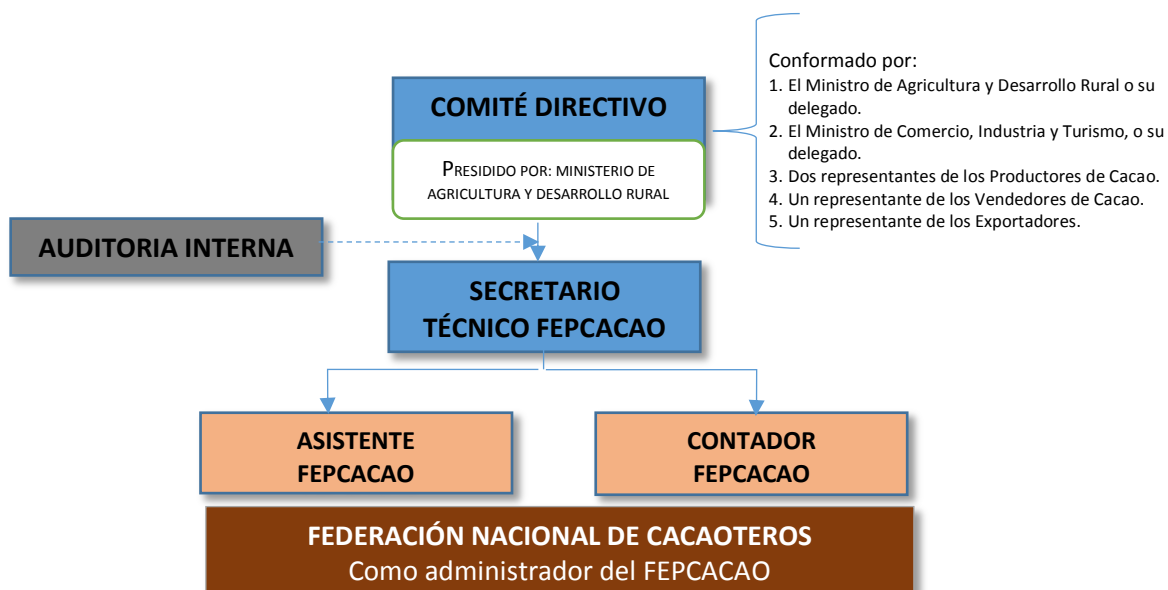 COMITÉ DIRECTIVO
PRESIDIDO POR: MINISTERIO DE
AGRICULTURA Y DESARROLLO RURAL
Conformado por:
1. El Ministro de Agricultura y Desarrollo Rural o su
delegado.
2. El Ministro de Comercio, Industria y Turismo, o su
delegado.
3. Dos representantes de los Productores de Cacao.
4. Un representante de los Vendedores de Cacao.
5. Un representante de los Exportadores.
AUDITORIA INTERNA
SECRETARIO
TÉCNICO FEPCACAO
ASISTENTE
FEPCACAO
CONTADOR
FEPCACAO
FEDERACIÓN NACIONAL DE CACAOTEROS
Como administrador del FEPCACAO